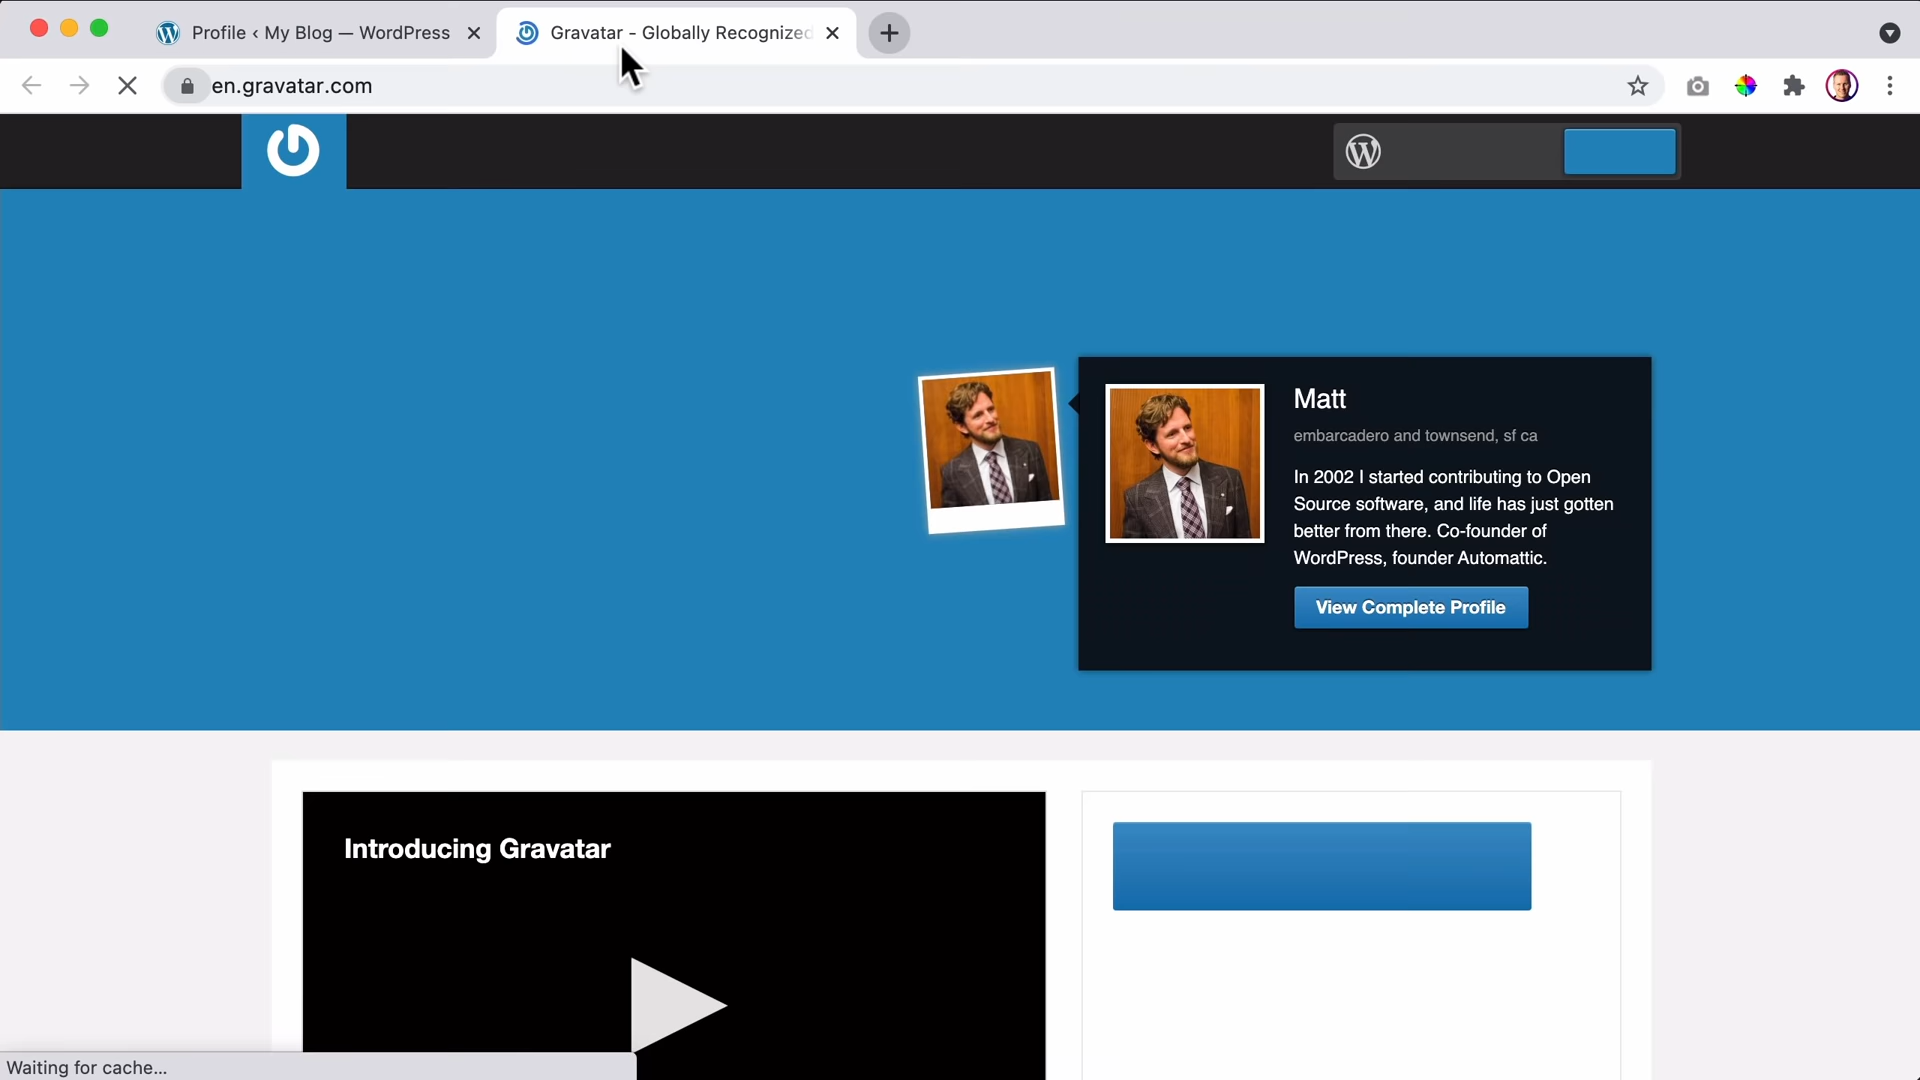 Profile ‹ My Blog — WordPress
Gravatar - Globally Recognized
en.gravatar.com
Matt
embarcadero and townsend, sf ca
In 2002 I started contributing to Open
Source software, and life has just gotten
better from there. Co-founder of
WordPress, founder Automattic.
View Complete Profile
Introducing Gravatar
Waiting for cache...